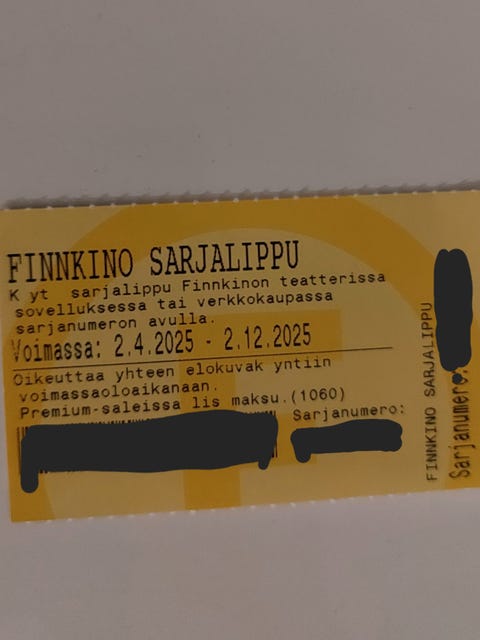 FINNKINO SARJALIPPU
K yt  sarjalippu Finnkinon teatterissa
sovelluksessa tai verkkokaupassa
sarjanumeron avulla.
Voimassa: 2.4.2025 - 2.12.2025
Oikeuttaa yhteen elokuvak yntiin
voimassaoloaikanaan.
Premium-saleissa lis maksu.(1060)
Sarjanumero:
FINNKINO SARJALIPPU
Sarjanumero: